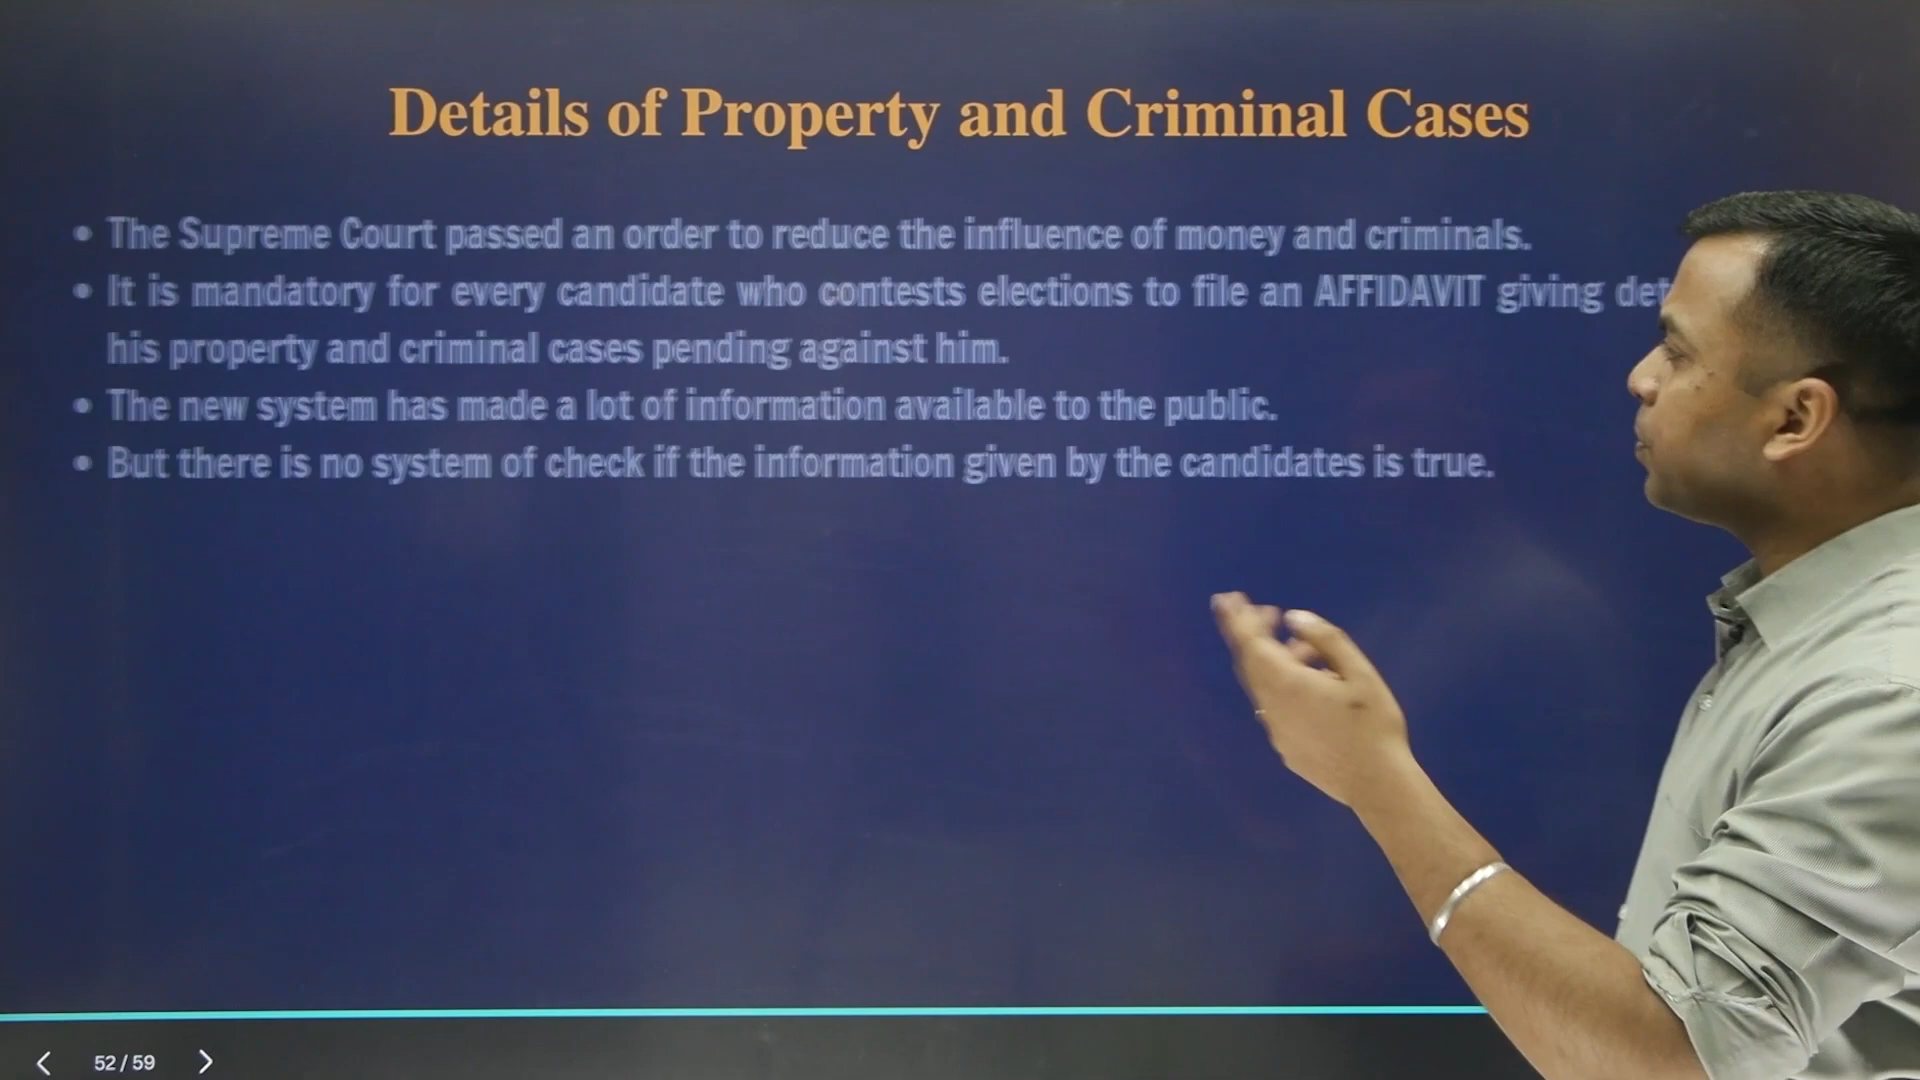 Details of Property and Criminal Cases
• The Supreme Court passed an order to reduce the influence of money and criminals.
• It is mandatory for every candidate who contests elections to file an AFFIDAVIT giving
his property and criminal cases pending against him.
• The new system has made a lot of information available to the public.
• But there is no system of check if the information given by the candidates is true.
52 / 59